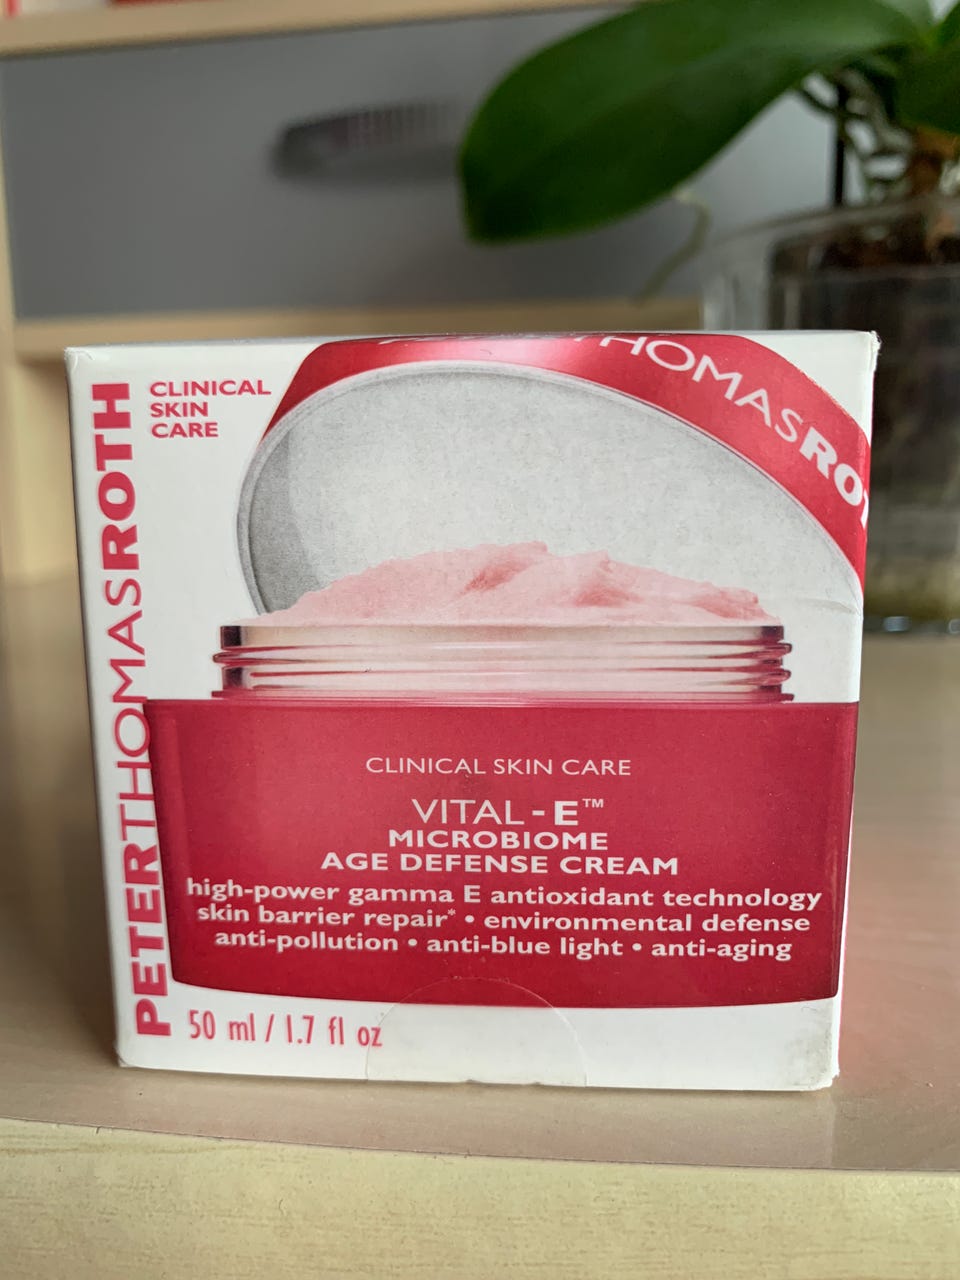 PETERTHOMASROTH
CLINICAL
SKIN
CARE
THOMASROT
CLINICAL SKIN CARE
VITAL-E™
MICROBIOME
AGE DEFENSE CREAM
high-power gamma E antioxidant technology
skin barrier repair* • environmental defense
anti-pollution • anti-blue light • anti-aging
50 ml / 1.7 fl oz